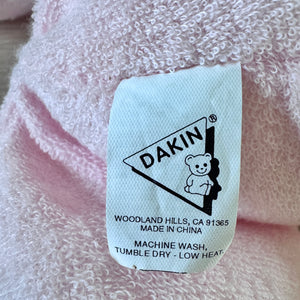 DAKIN®
WOODLAND HILLS, CA 91365
MADE IN CHINA
MACHINE WASH,
TUMBLE DRY - LOW HEAT